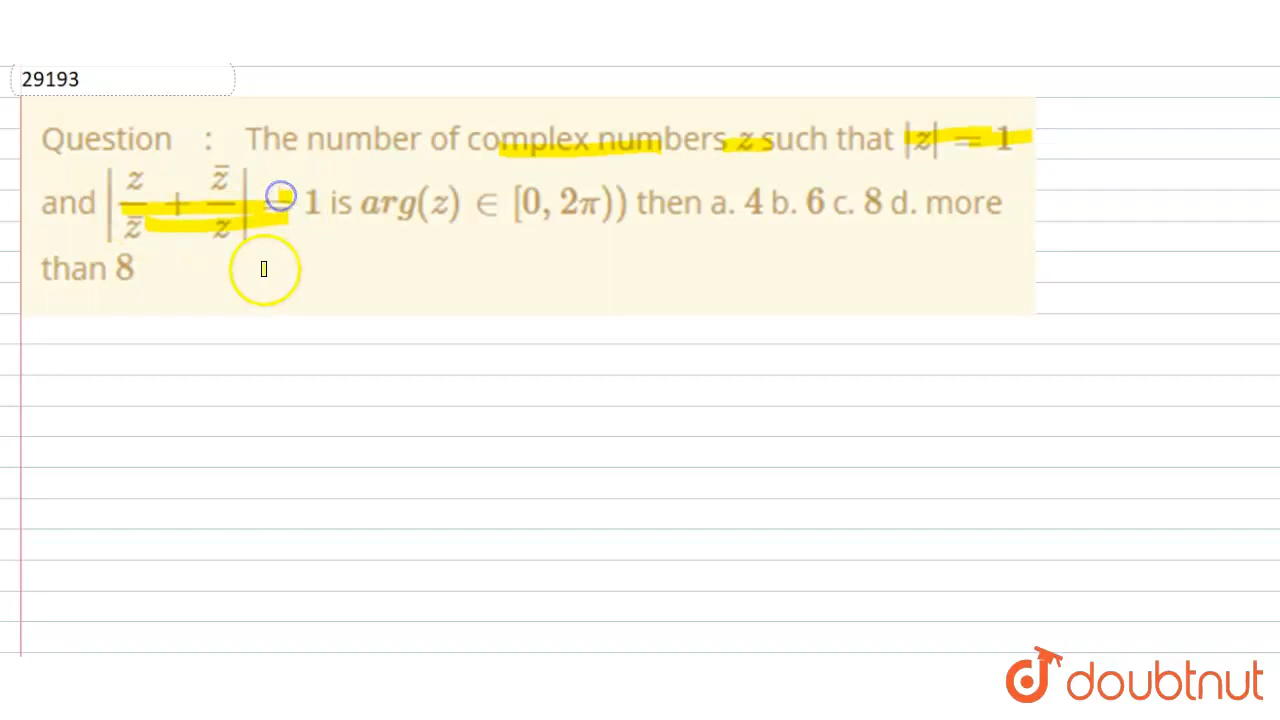 29193
Question : The number of complex numbers z such that |z| = 1
and |z/z̄ + z̄/z| = 1 is arg(z) ∈ [0, 2π)) then a. 4 b. 6 c. 8 d. more
than 8
doubtnut